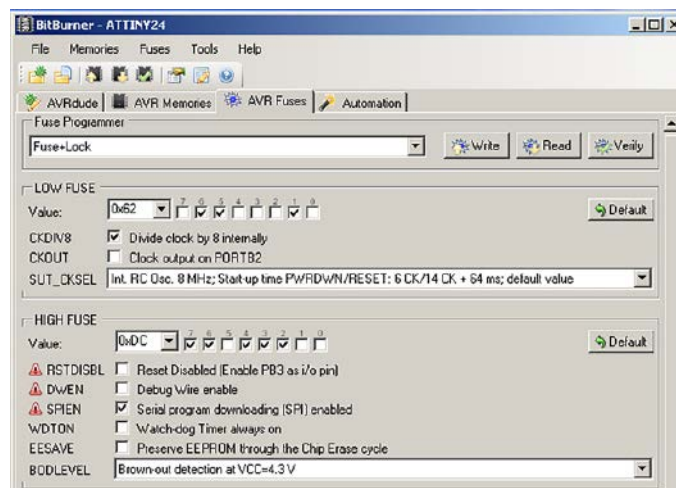 BitBurner - ATTINY24
File Memories Fuses Tools Help
AVRdude AVR Memories AVR Fuses Automation
Fuse Programmer
Fuse+Lock Write Read Verily
LOW FUSE
Value: 0x62 7 6 5 4 3 2 1 0 Default
CKDIV8 Divide clock by 8 internally
CKOUT Clock output on PORTB2
SUT_CKSEL Int. RC Osc. 8 MHz; Start-up time PWRDWN/RESET: 6 CK/14 CK + 64 ms; default value
HIGH FUSE
Value: 0xDC 7 6 5 4 3 2 1 0 Default
RSTDISBL Reset Disabled (Enable PB3 as i/o pin)
DWEN Debug Wire enable
SPIEN Serial program downloading (SPI) enabled
WDTON Watch-dog Timer always on
EESAVE Preserve EEPROM through the Chip Erase cycle
BODLEVEL Brown-out detection at VCC=4.3 V